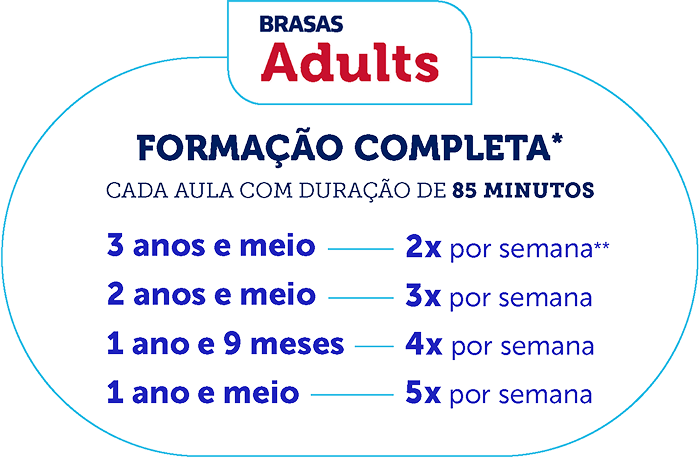 BRASAS
Adults
FORMAÇÃO COMPLETA*
CADA AULA COM DURAÇÃO DE 85 MINUTOS
3 anos e meio 2x por semana**
2 anos e meio 3x por semana
1 ano e 9 meses 4x por semana
1 ano e meio 5x por semana